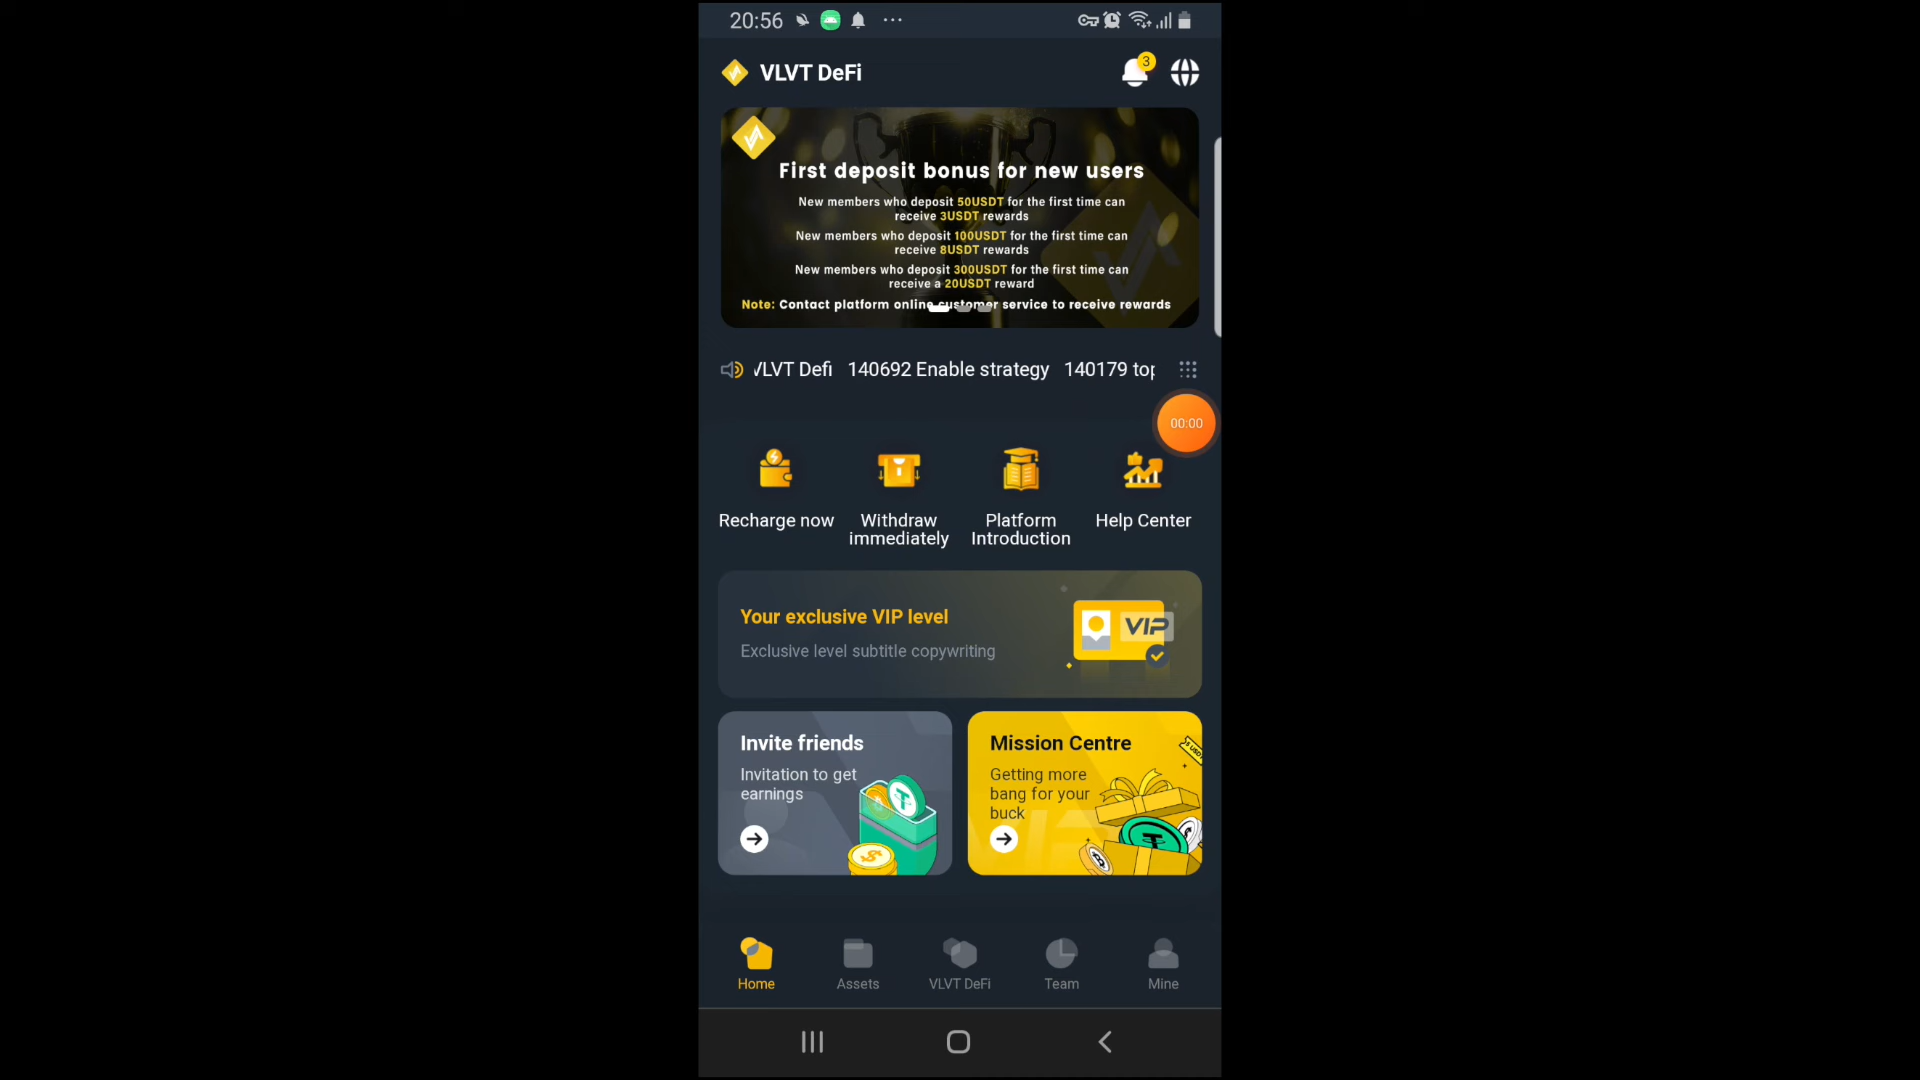 20:56
VLVT DeFi
3
First deposit bonus for new users
New members who deposit 50USDT for the first time can
receive 3USDT rewards
New members who deposit 100USDT for the first time can
receive 8USDT rewards
New members who deposit 300USDT for the first time can
receive a 20USDT reward
Note: Contact platform online customer service to receive rewards
VLVT Defi 140692 Enable strategy 140179 top
00:00
Recharge now
Withdraw
immediately
Platform
Introduction
Help Center
Your exclusive VIP level
Exclusive level subtitle copywriting
VIP
Invite friends
Invitation to get
earnings
Mission Centre
Getting more
bang for your
buck
Home
Assets
VLVT DeFi
Team
Mine